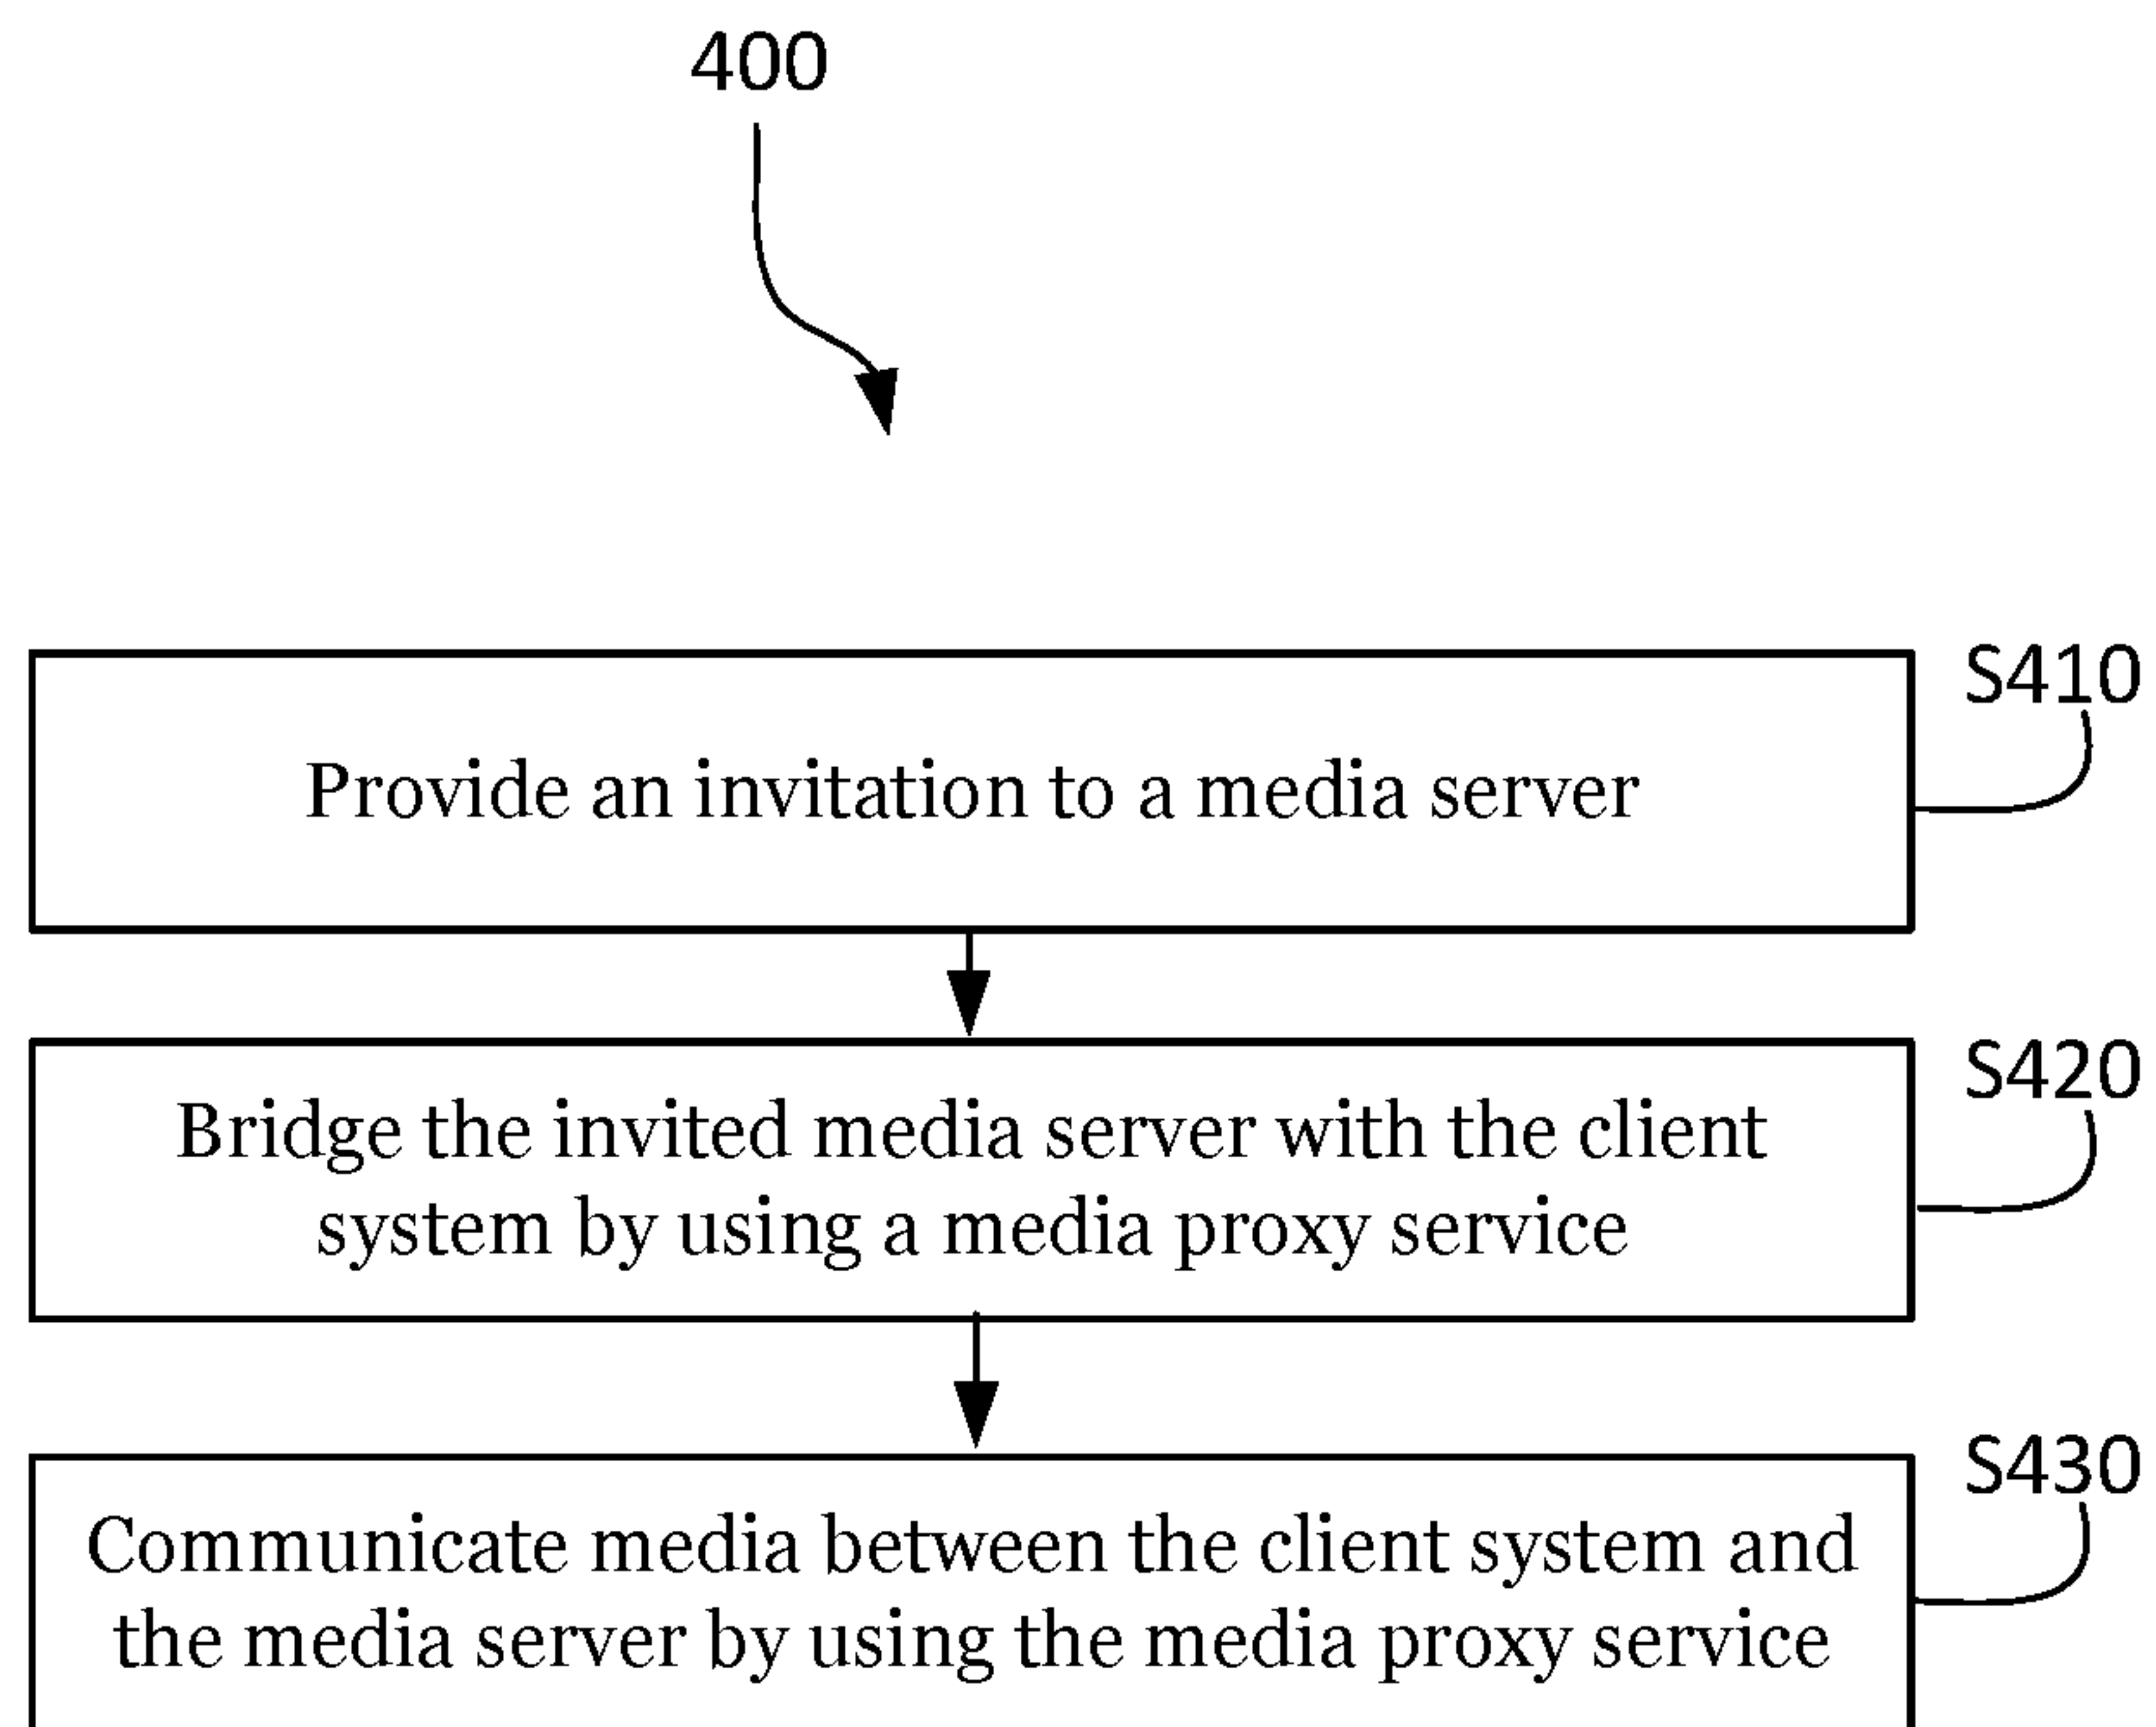 400
S410
Provide an invitation to a media server
S420
Bridge the invited media server with the client
system by using a media proxy service
S430
Communicate media between the client system and
the media server by using the media proxy service